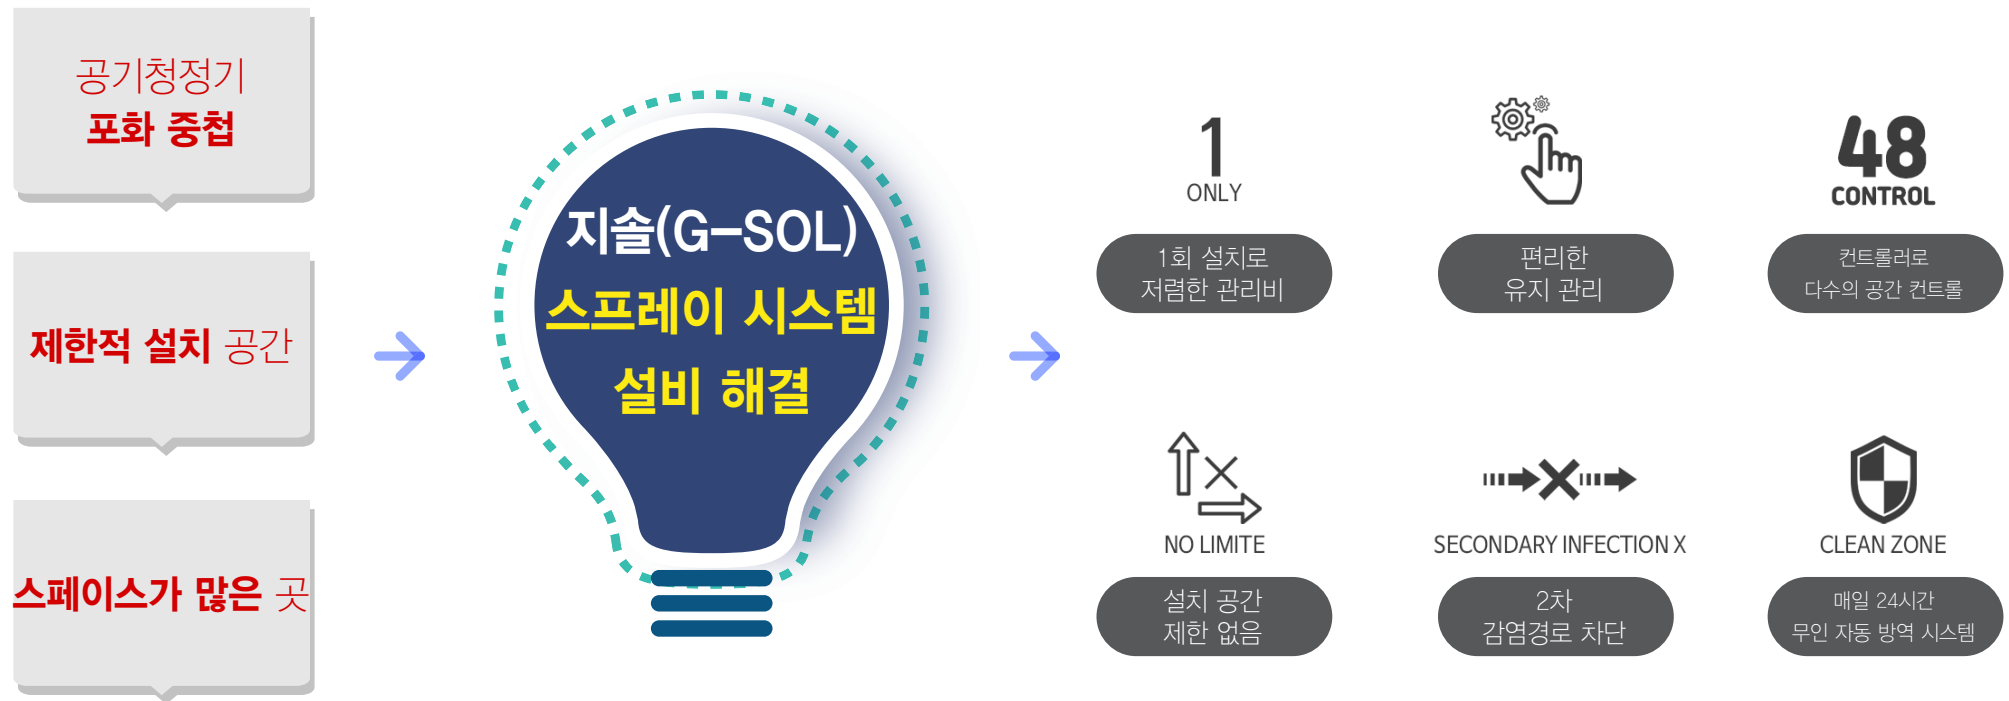 공기청정기
포화 중첩
제한적 설치 공간
스페이스가 많은 곳
지솔(G-SOL)
스프레이 시스템
설비 해결
1
ONLY
1회 설치로
저렴한 관리비
편리한
유지 관리
48
CONTROL
컨트롤러로
다수의 공간 컨트롤
NO LIMITE
설치 공간
제한 없음
SECONDARY INFECTION X
2차
감염경로 차단
CLEAN ZONE
매일 24시간
무인 자동 방역 시스템